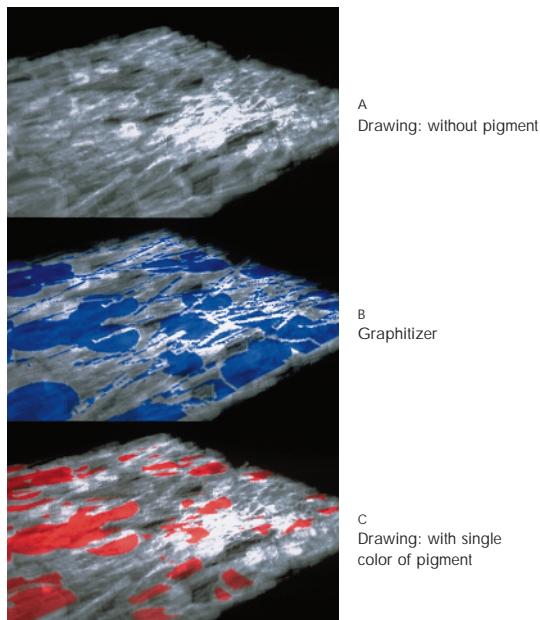 A
Drawing: without pigment
B
Graphitizer
C
Drawing: with single
color of pigment